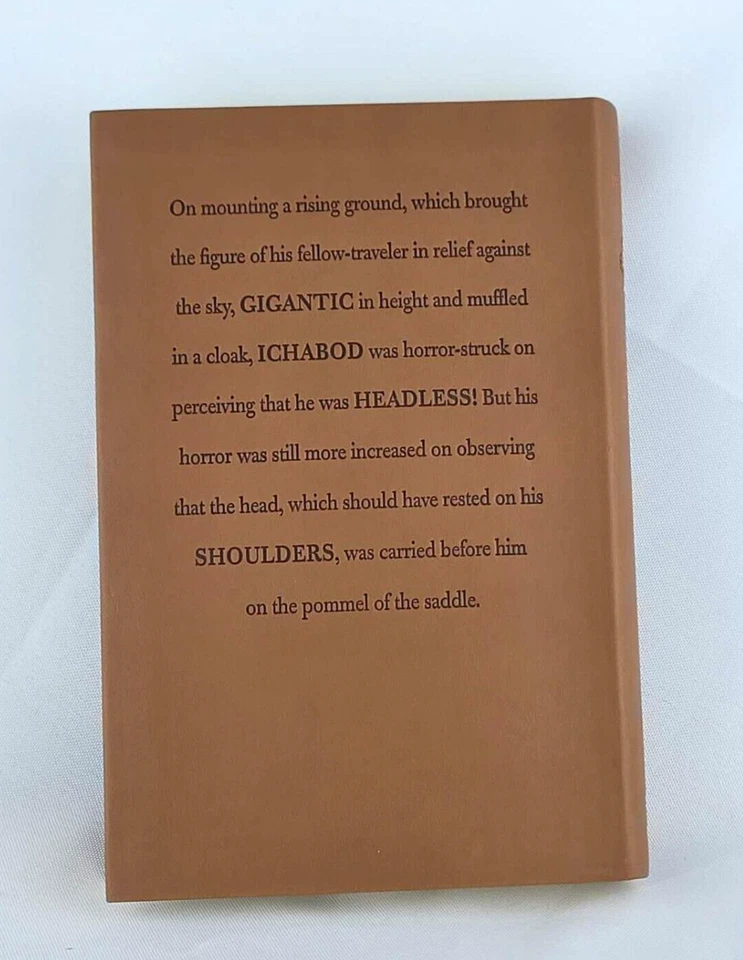 On mounting a rising ground, which brought
the figure of his fellow-traveler in relief against
the sky, GIGANTIC in height and muffled
in a cloak, ICHABOD was horror-struck on
perceiving that he was HEADLESS! But his
horror was still more increased on observing
that the head, which should have rested on his
SHOULDERS, was carried before him
on the pommel of the saddle.